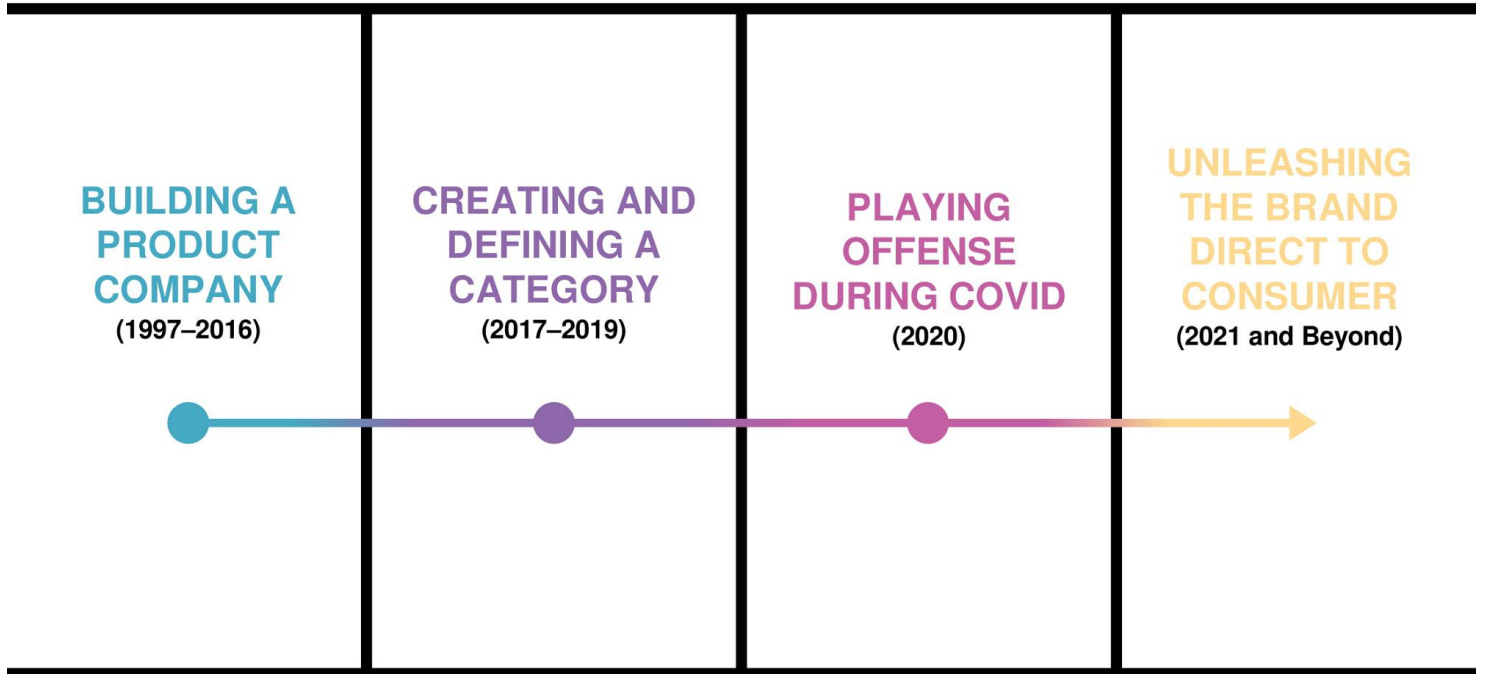 BUILDING A
PRODUCT
COMPANY
(1997–2016)
CREATING AND
DEFINING A
CATEGORY
(2017–2019)
PLAYING
OFFENSE
DURING COVID
(2020)
UNLEASHING
THE BRAND
DIRECT TO
CONSUMER
(2021 and Beyond)